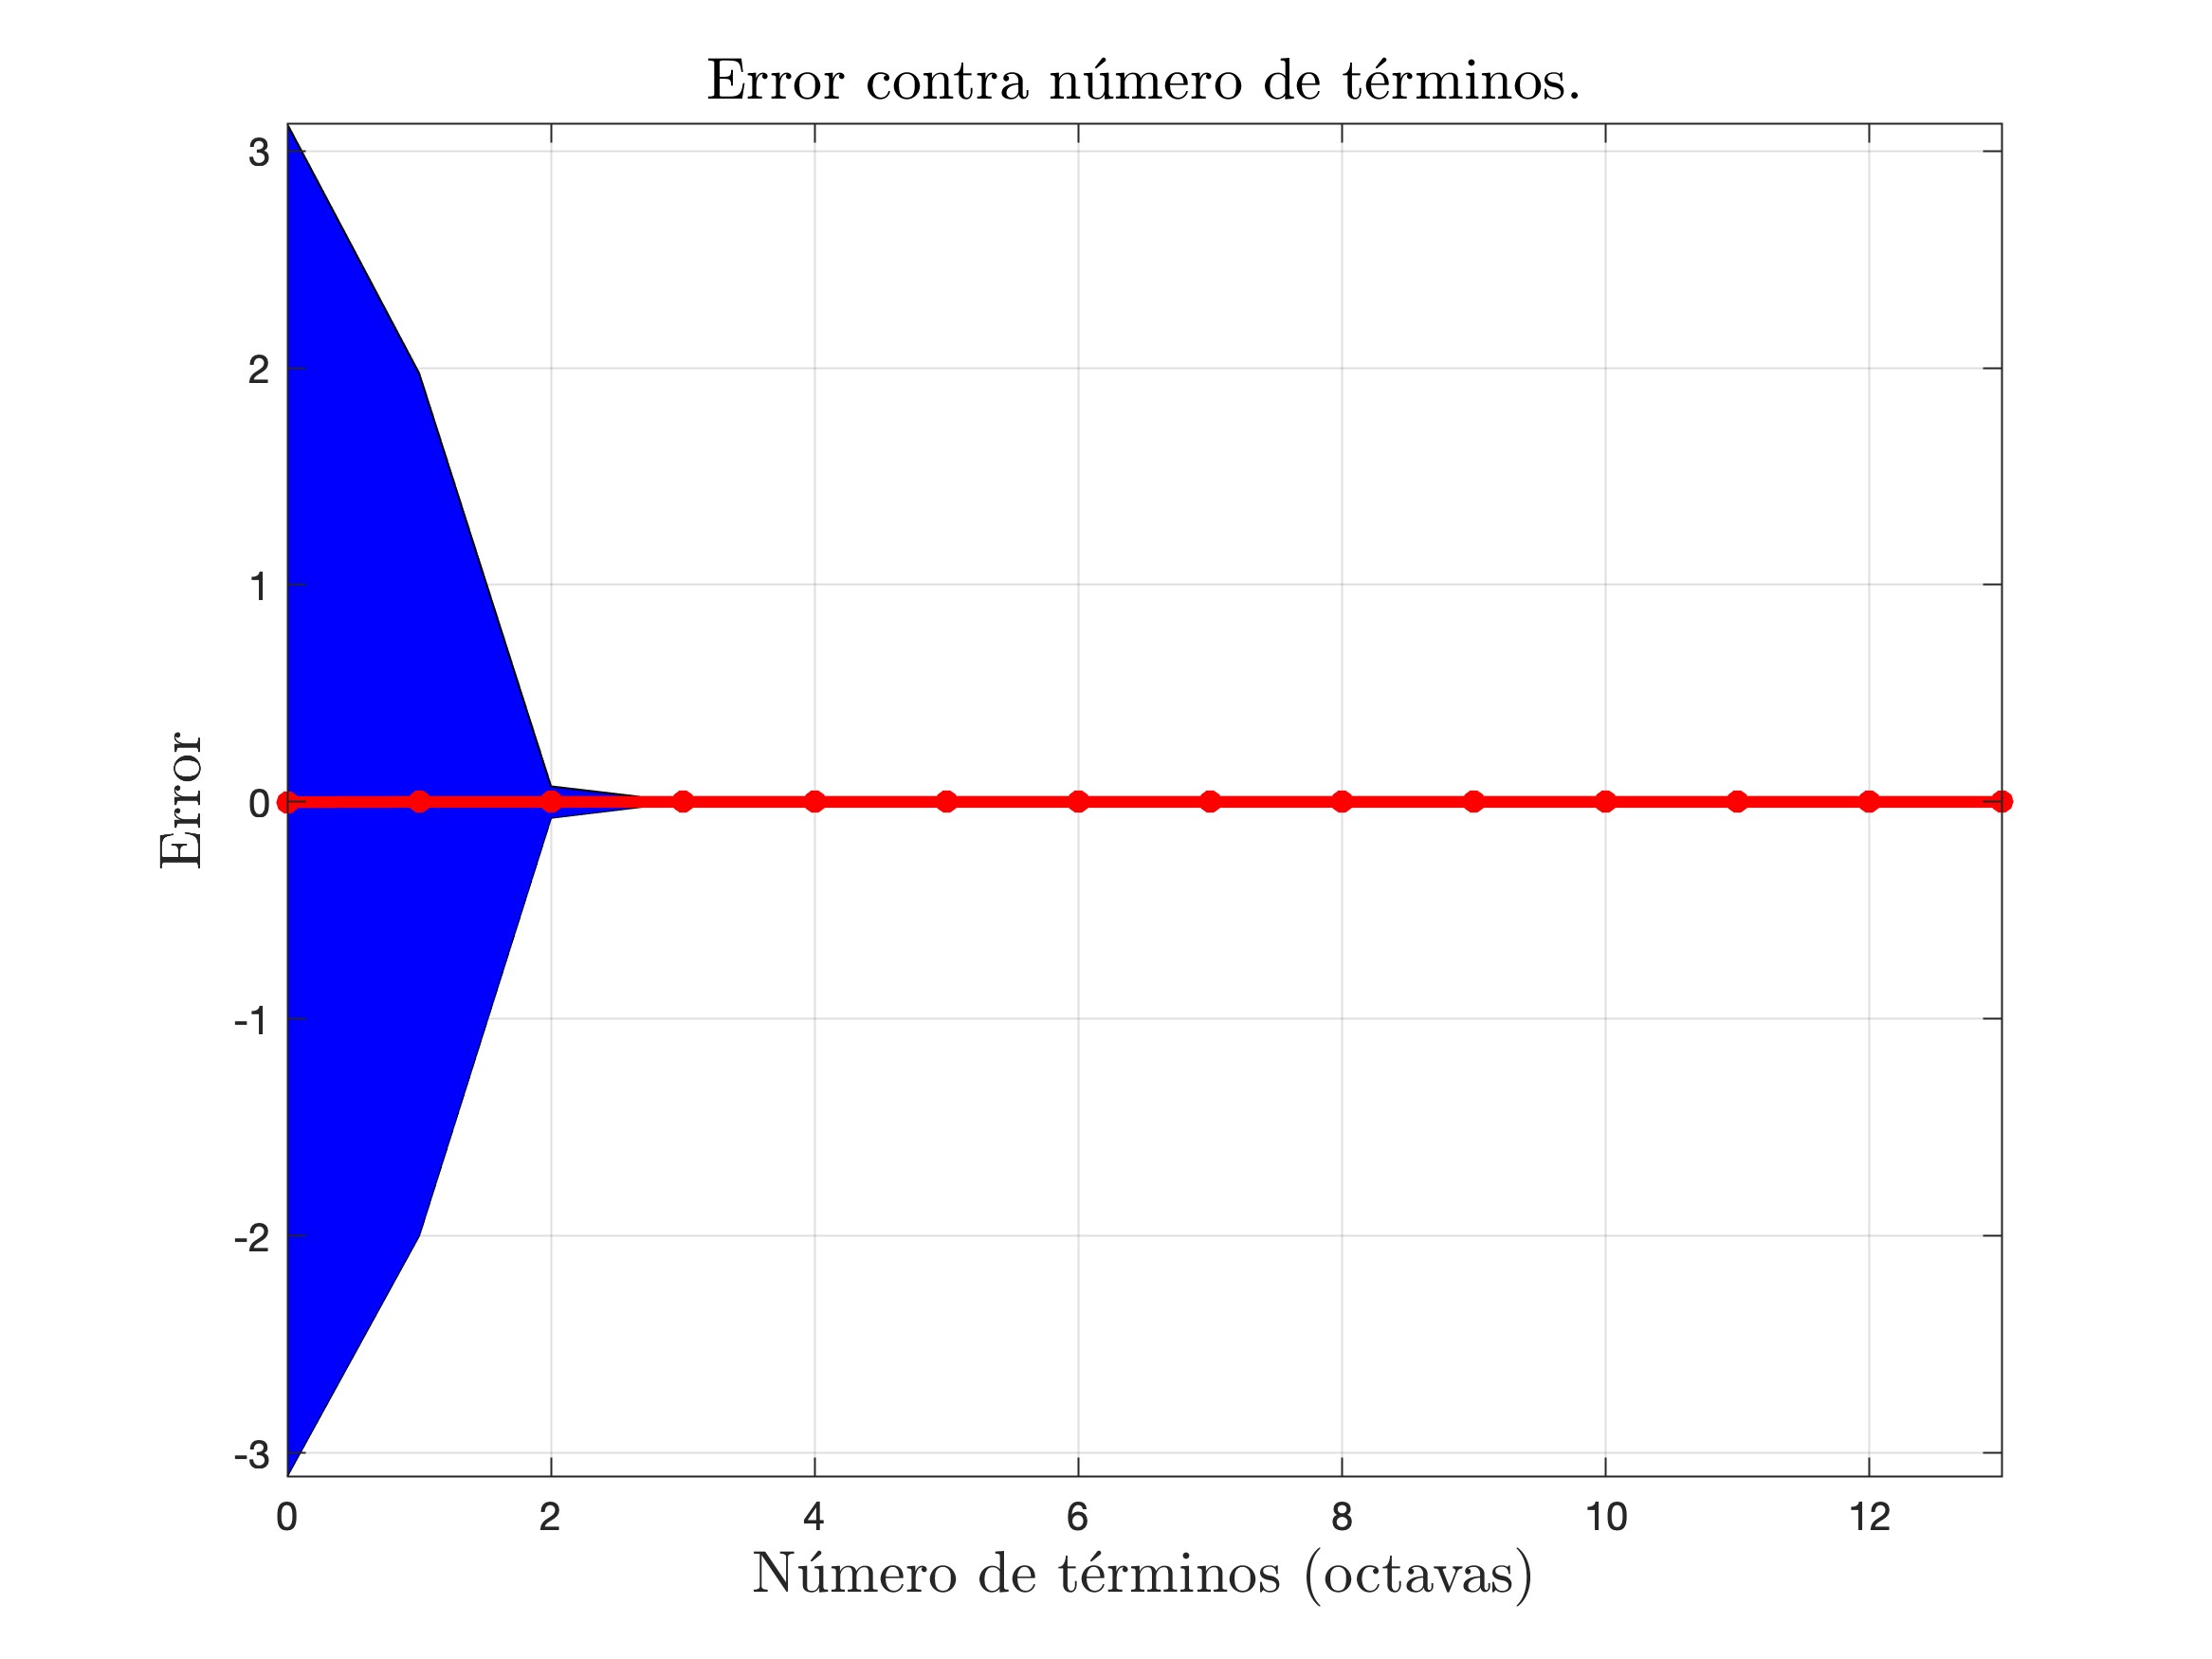 Error contra número de términos.
3
2
1
0
-1
-2
-3
Error
0 2 4 6 8 10 12
Número de términos (octavas)